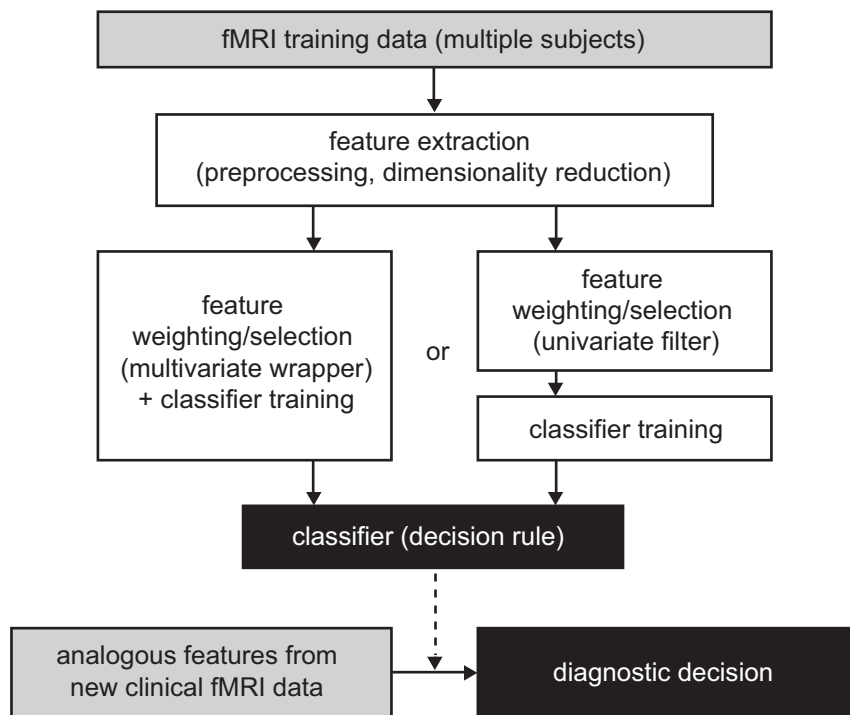 fMRI training data (multiple subjects)
feature extraction
(preprocessing, dimensionality reduction)
feature
weighting/selection
(multivariate wrapper)
+ classifier training
or
feature
weighting/selection
(univariate filter)
classifier training
classifier (decision rule)
analogous features from
new clinical fMRI data
diagnostic decision